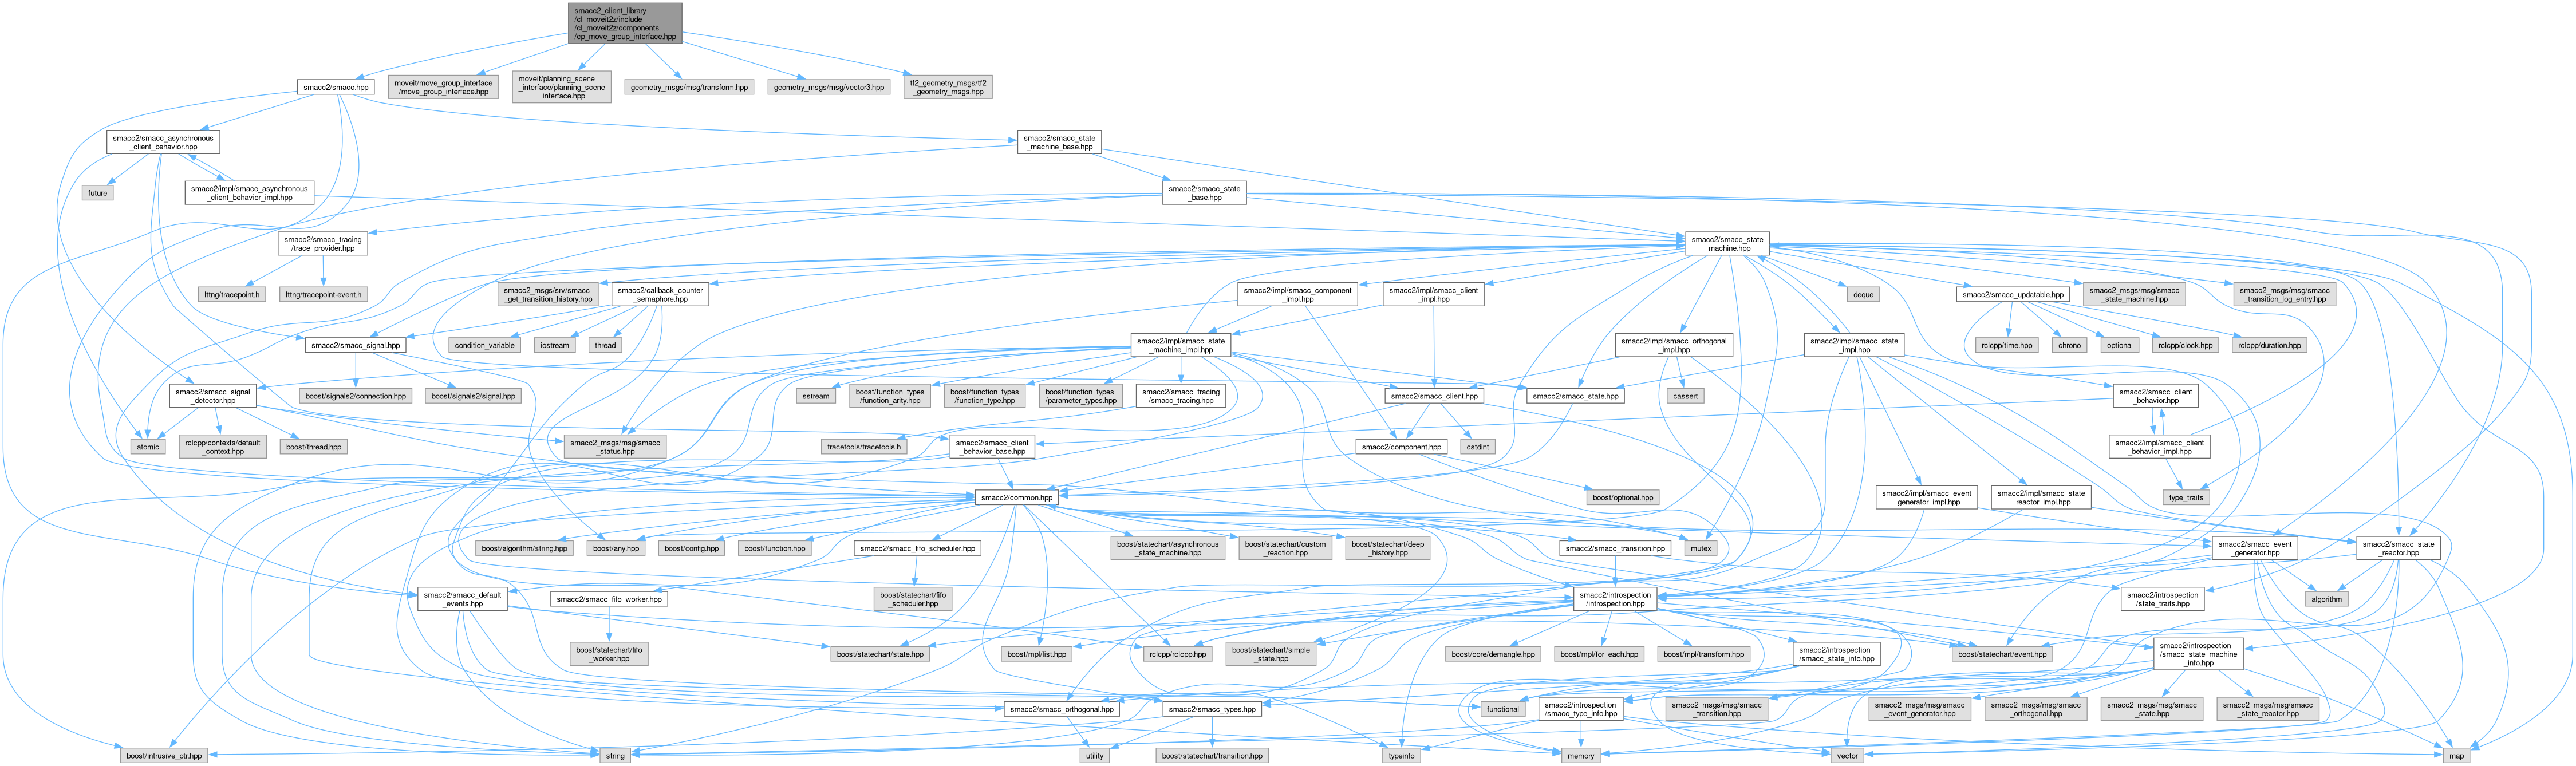 smacc2_client_library
/cl_moveit2z/include
/cl_moveit2z/components
/cp_move_group_interface.hpp
smacc2/smacc.hpp
moveit/move_group_interface
/move_group_interface.hpp
moveit/planning_scene
_interface/planning_scene
_interface.hpp
geometry_msgs/msg/transform.hpp
geometry_msgs/msg/vector3.hpp
tf2_geometry_msgs/tf2
_geometry_msgs.hpp
smacc2/smacc_asynchronous
_client_behavior.hpp
smacc2/smacc_state
_machine_base.hpp
future
smacc2/impl/smacc_asynchronous
_client_behavior_impl.hpp
smacc2/smacc_state
_base.hpp
smacc2/smacc_tracing
/trace_provider.hpp
smacc2/smacc_state
_machine.hpp
lttng/tracepoint.h
lttng/tracepoint-event.h
smacc2_msgs/srv/smacc
_get_transition_history.hpp
smacc2/callback_counter
_semaphore.hpp
smacc2/impl/smacc_component
_impl.hpp
smacc2/impl/smacc_client
_impl.hpp
deque
smacc2/smacc_updatable.hpp
smacc2_msgs/msg/smacc
_state_machine.hpp
smacc2_msgs/msg/smacc
_transition_log_entry.hpp
smacc2/smacc_signal.hpp
condition_variable
iostream
thread
smacc2/impl/smacc_state
_machine_impl.hpp
smacc2/impl/smacc_orthogonal
_impl.hpp
smacc2/impl/smacc_state
_impl.hpp
rclcpp/time.hpp
chrono
optional
rclcpp/clock.hpp
rclcpp/duration.hpp
smacc2/smacc_signal
_detector.hpp
boost/signals2/connection.hpp
boost/signals2/signal.hpp
sstream
boost/function_types
/function_arity.hpp
boost/function_types
/function_type.hpp
boost/function_types
/parameter_types.hpp
smacc2/smacc_tracing
/smacc_tracing.hpp
smacc2/smacc_client.hpp
smacc2/smacc_state.hpp
cassert
smacc2/smacc_client
_behavior.hpp
atomic
rclcpp/contexts/default
_context.hpp
boost/thread.hpp
smacc2_msgs/msg/smacc
_status.hpp
tracetools/tracetools.h
smacc2/smacc_client
_behavior_base.hpp
smacc2/component.hpp
cstdint
smacc2/impl/smacc_client
_behavior_impl.hpp
smacc2/common.hpp
boost/optional.hpp
smacc2/impl/smacc_event
_generator_impl.hpp
smacc2/impl/smacc_state
_reactor_impl.hpp
type_traits
boost/algorithm/string.hpp
boost/any.hpp
boost/config.hpp
boost/function.hpp
smacc2/smacc_fifo_scheduler.hpp
boost/statechart/asynchronous
_state_machine.hpp
boost/statechart/custom
_reaction.hpp
boost/statechart/deep
_history.hpp
smacc2/smacc_transition.hpp
mutex
smacc2/smacc_event
_generator.hpp
smacc2/smacc_state
_reactor.hpp
smacc2/smacc_default
_events.hpp
smacc2/smacc_fifo_worker.hpp
boost/statechart/fifo
_scheduler.hpp
smacc2/introspection
/introspection.hpp
smacc2/introspection
/state_traits.hpp
algorithm
boost/statechart/fifo
_worker.hpp
boost/statechart/state.hpp
boost/mpl/list.hpp
rclcpp/rclcpp.hpp
boost/statechart/simple
_state.hpp
boost/core/demangle.hpp
boost/mpl/for_each.hpp
boost/mpl/transform.hpp
smacc2/introspection
/smacc_state_info.hpp
boost/statechart/event.hpp
smacc2/introspection
/smacc_state_machine
_info.hpp
smacc2/smacc_orthogonal.hpp
smacc2/smacc_types.hpp
functional
smacc2_msgs/msg/smacc
_transition.hpp
smacc2/introspection
/smacc_type_info.hpp
smacc2_msgs/msg/smacc
_event_generator.hpp
smacc2_msgs/msg/smacc
_orthogonal.hpp
smacc2_msgs/msg/smacc
_state.hpp
smacc2_msgs/msg/smacc
_state_reactor.hpp
boost/intrusive_ptr.hpp
string
utility
boost/statechart/transition.hpp
typeinfo
memory
vector
map